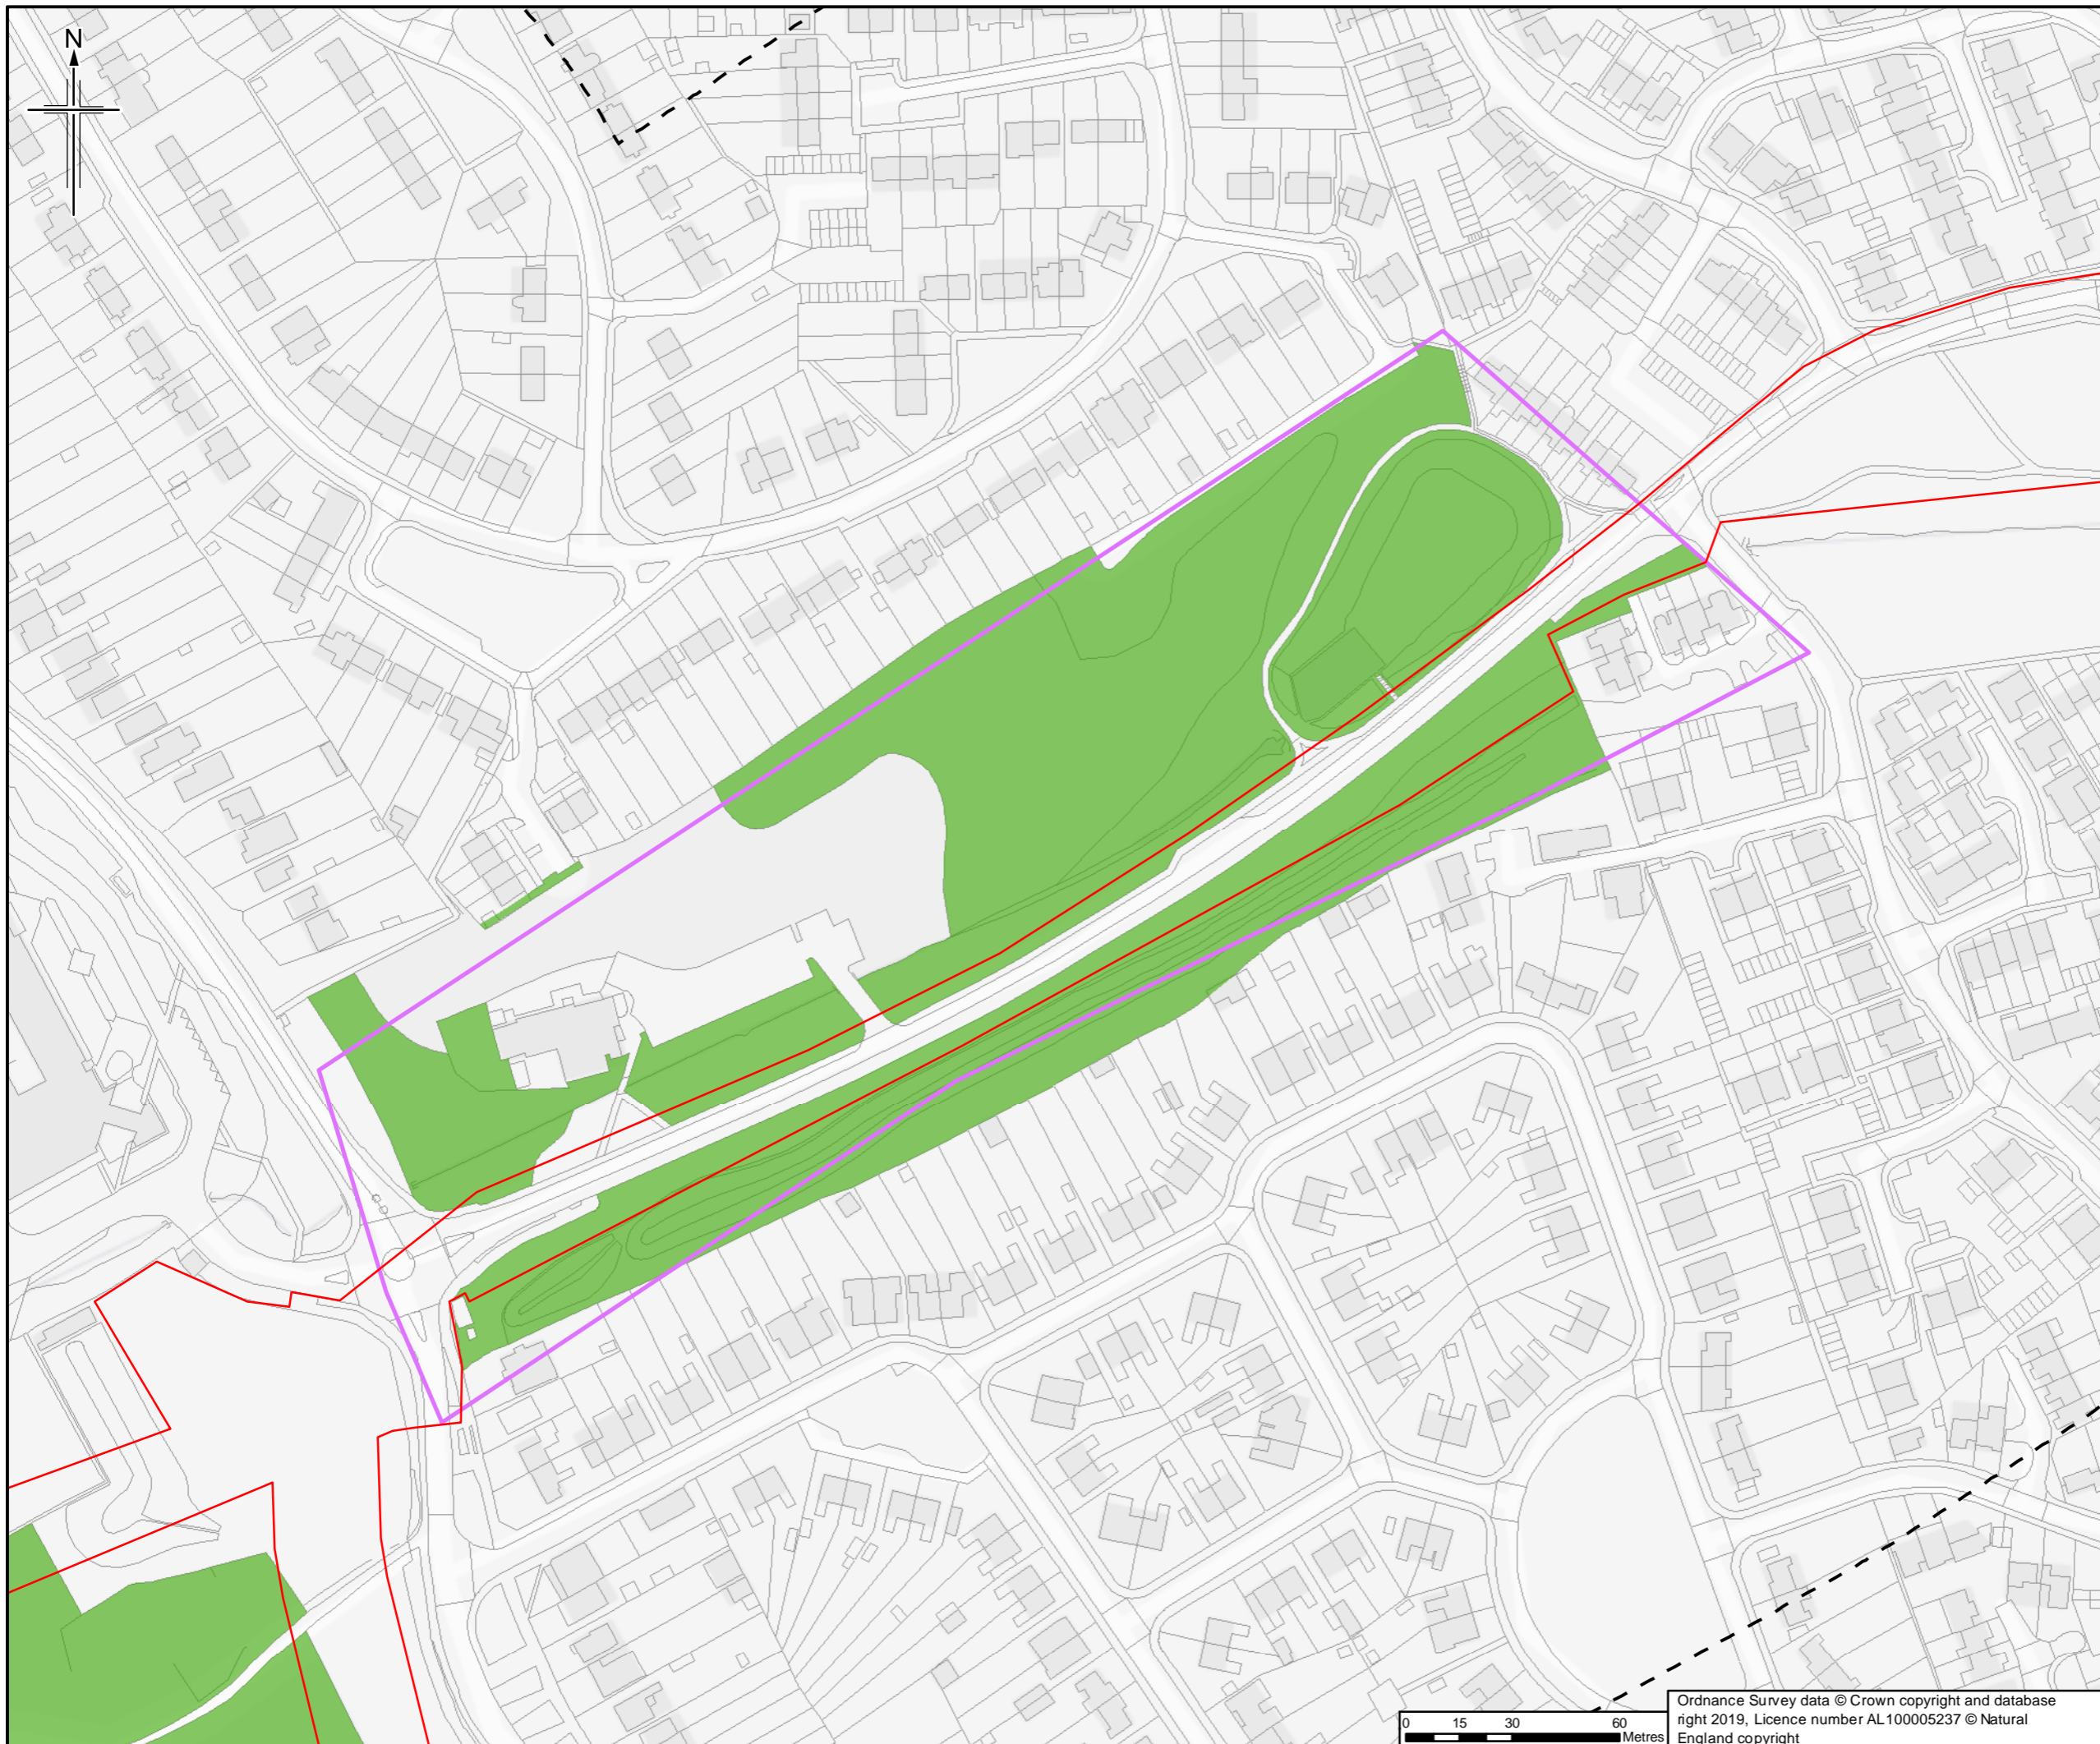 N
0 15 30 60
Metres
Ordnance Survey data © Crown copyright and database
right 2019, Licence number AL100005237 © Natural
England copyright